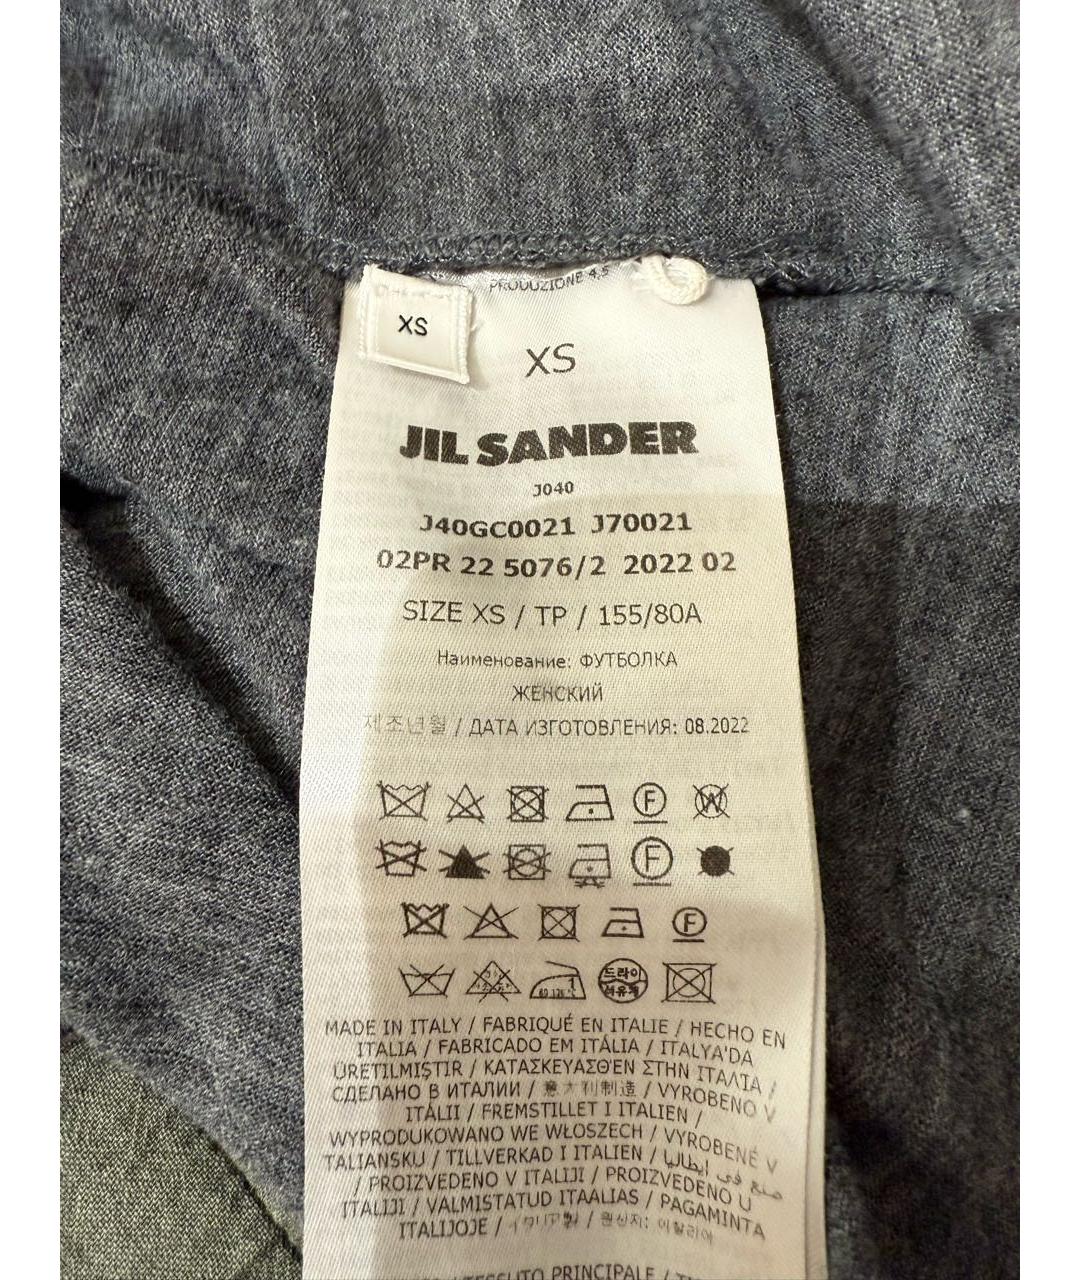 PRODUZIONE 4,5
XS
XS
JIL SANDER
J040
J40GC0021 J70021
02PR 22 5076/2 2022 02
SIZE XS / TP / 155/80A
Наименование: ФУТБОЛКА
ЖЕНСКИЙ
제조년월 / ДАТА ИЗГОТОВЛЕНИЯ: 08.2022
F W
F
F
드라이
석유계
MADE IN ITALY / FABRIQUÉ EN ITALIE / HECHO EN
ITALIA / FABRICADO EM ITÁLIA / ITALYA'DA
ÜRETILMIŞTIR / ΚΑΤΑΣΚΕΥΑΣΘΕΝ ΣΤΗΝ ΙΤΑΛΙΑ /
СДЕЛАНО В ИТАЛИИ / 意大利制造 / VYROBENO V
ITÁLII / FREMSTILLET I ITALIEN /
WYPRODUKOWANO WE WŁOSZECH / VYROBENÉ V
TALIANSKU / TILLVERKAD I ITALIEN / صنع في إيطاليا
/ PROIZVEDENO V ITALIJI / PROIZVEDENO U
ITALIJI / VALMISTATUD ITAALIAS / PAGAMINTA
ITALIJOJE / イタリア製 / 원산지: 이탈리아
/ TESSUTO PRINCIPALE /